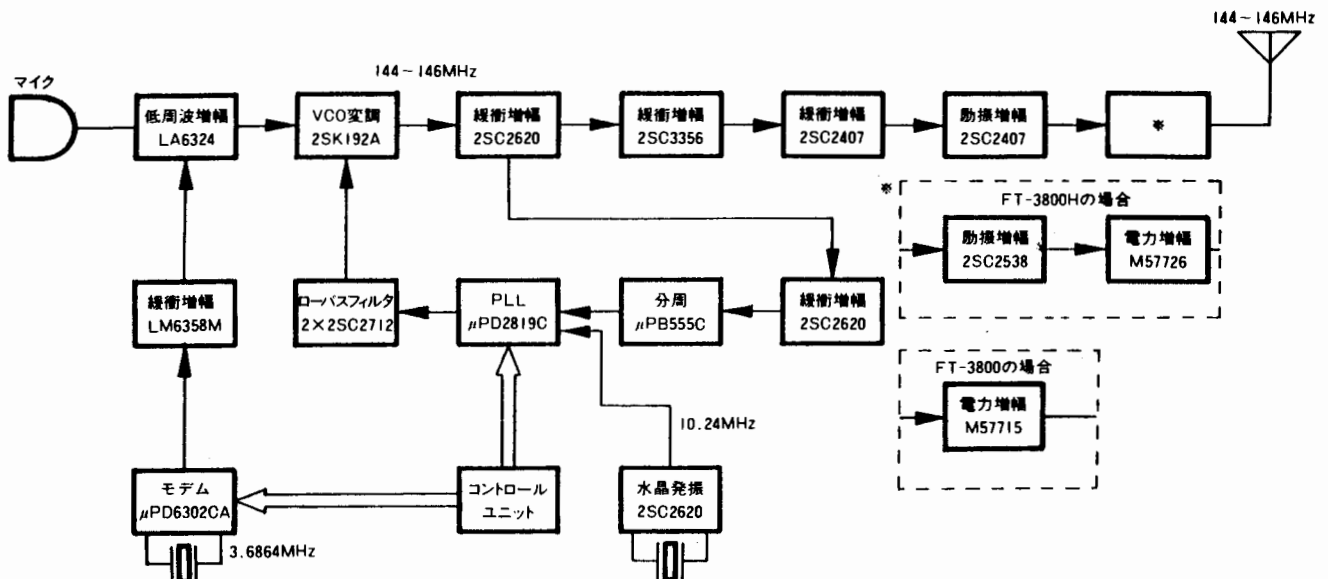 144～146MHz
マイク
144～146MHz
低周波増幅
LA6324
VCO変調
2SK192A
緩衝増幅
2SC2620
緩衝増幅
2SC3356
緩衝増幅
2SC2407
励振増幅
2SC2407
※
※
FT-3800Hの場合
励振増幅
2SC2538
電力増幅
M57726
緩衝増幅
LM6358M
ローパスフィルタ
2×2SC2712
PLL
μPD2819C
分周
μPB555C
緩衝増幅
2SC2620
FT-3800の場合
電力増幅
M57715
10.24MHz
モデム
μPD6302CA
コントロール
ユニット
水晶発振
2SC2620
3.6864MHz